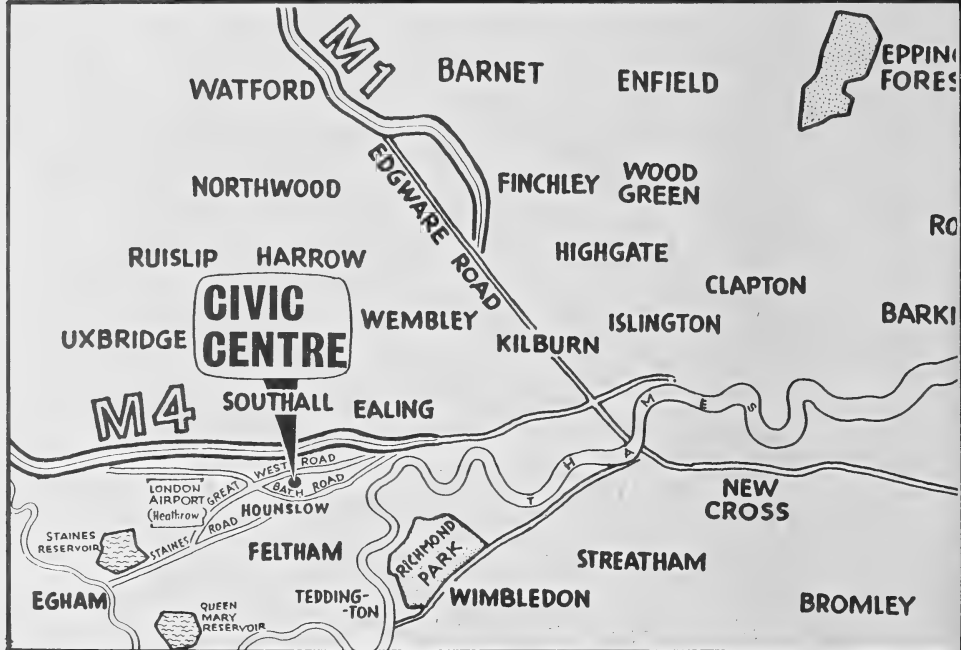 M1
BARNET
ENFIELD
EPPING
FORES
WATFORD
EDGWARE ROAD
NORTHWOOD
FINCHLEY
WOOD
GREEN
RO
RUISLIP
HARROW
HIGHGATE
CLAPTON
CIVIC
CENTRE
WEMBLEY
ISLINGTON
BARKI
UXBRIDGE
KILBURN
M4
SOUTHALL
EALING
THAMES
GREAT WEST ROAD
BATH ROAD
LONDON
AIRPORT
(Heathrow)
HOUNSLOW
NEW
CROSS
STAINES
RESERVOIR
STAINES ROAD
FELTHAM
RICHMOND
PARK
STREATHAM
EGHAM
QUEEN
MARY
RESERVOIR
TEDDING-
-TON
WIMBLEDON
BROMLEY